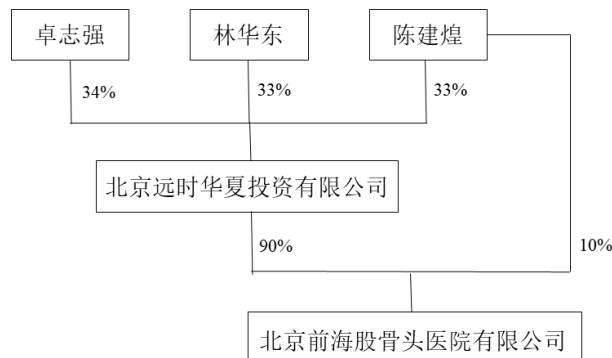 卓志强
林华东
陈建煌
34%
33%
33%
北京远时华夏投资有限公司
90%
10%
北京前海股骨头医院有限公司